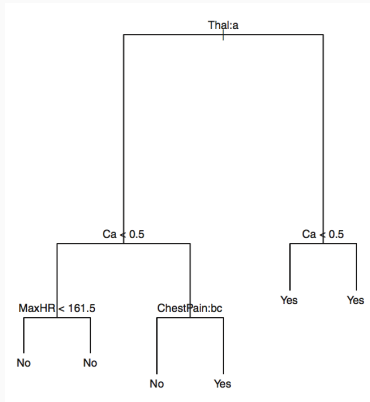 Thal:a
Ca < 0.5
Ca < 0.5
MaxHR < 161.5
ChestPain:bc
Yes
Yes
No
No
No
Yes